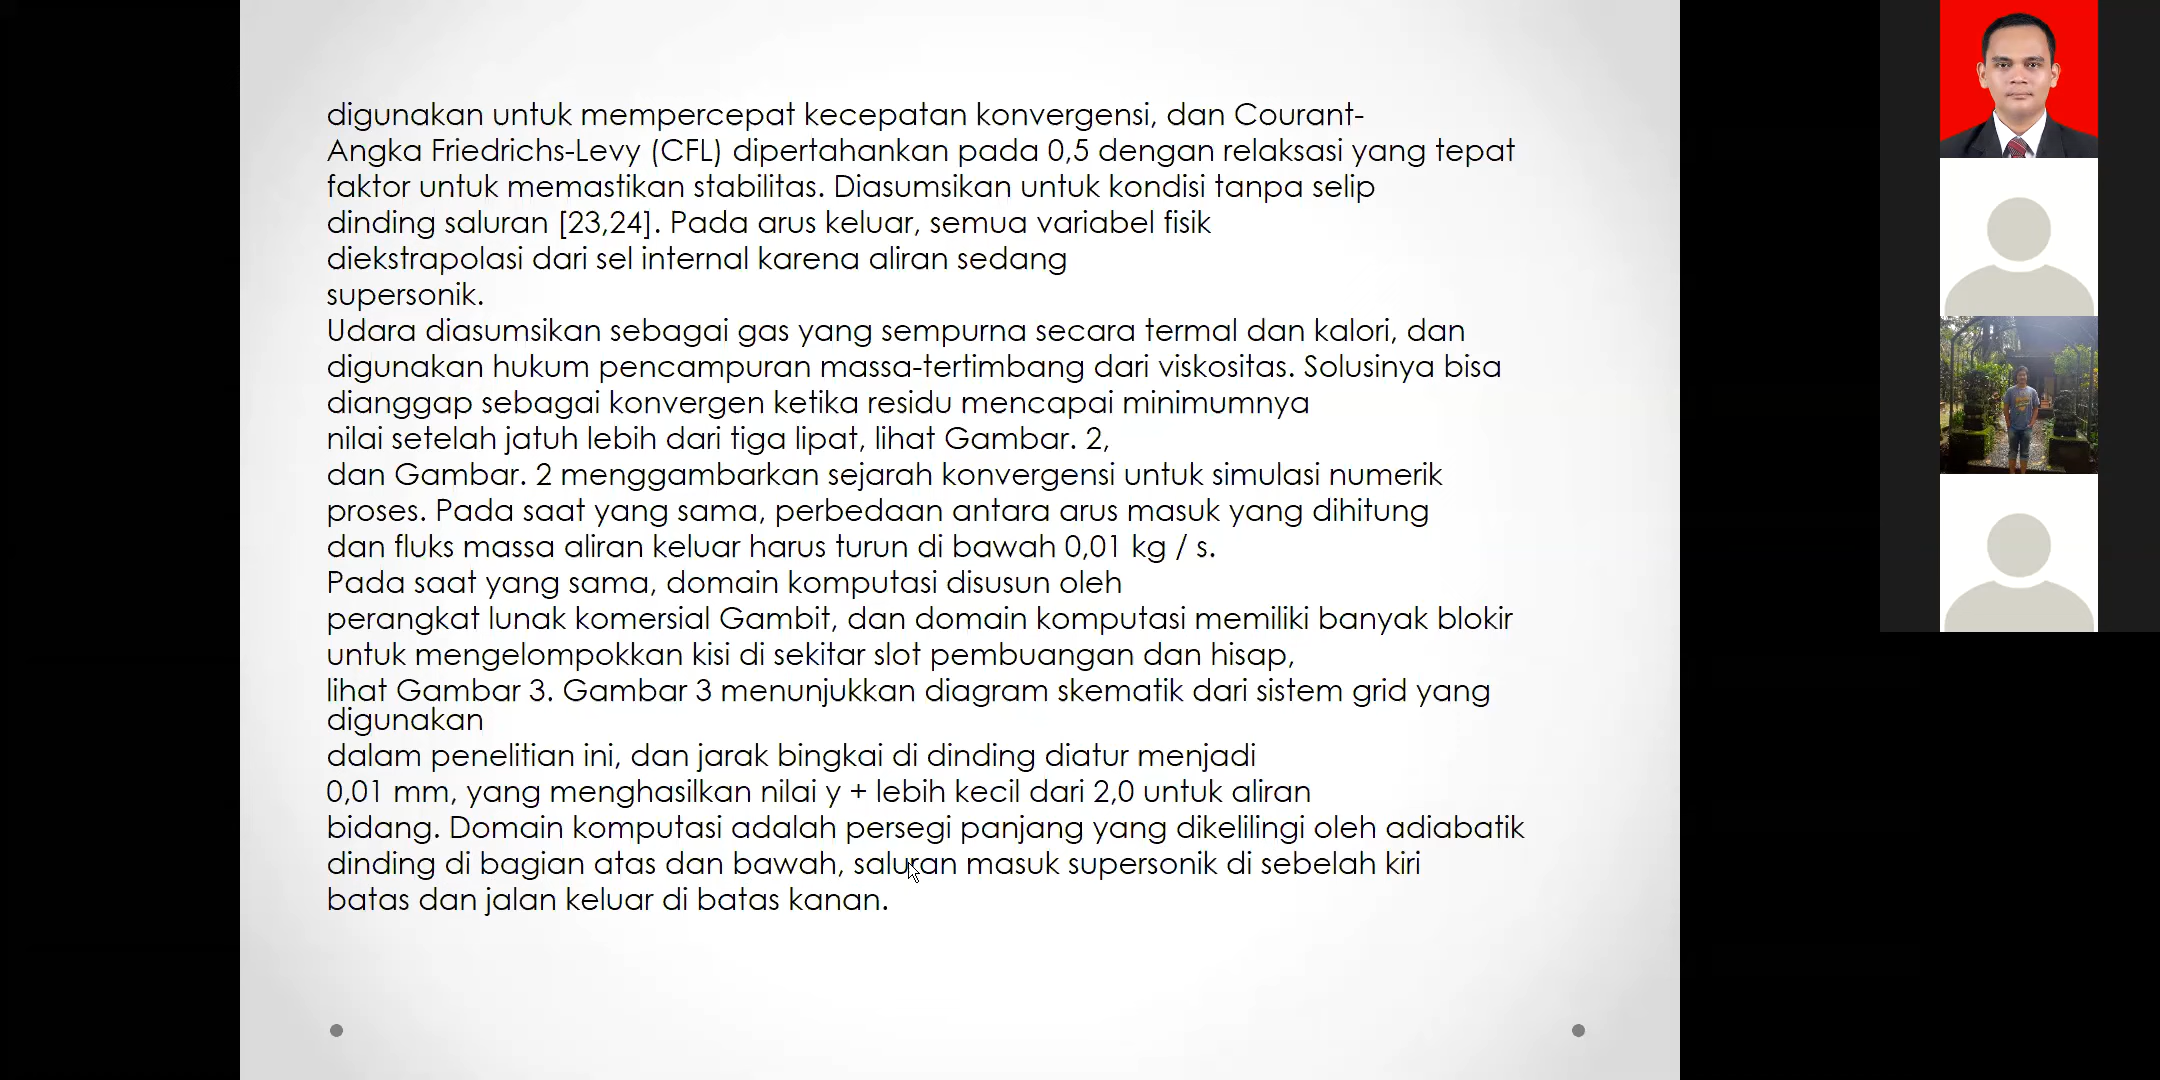 digunakan untuk mempercepat kecepatan konvergensi, dan Courant-
Angka Friedrichs-Levy (CFL) dipertahankan pada 0,5 dengan relaksasi yang tepat
faktor untuk memastikan stabilitas. Diasumsikan untuk kondisi tanpa selip
dinding saluran [23,24]. Pada arus keluar, semua variabel fisik
diekstrapolasi dari sel internal karena aliran sedang
supersonik.
Udara diasumsikan sebagai gas yang sempurna secara termal dan kalori, dan
digunakan hukum pencampuran massa-tertimbang dari viskositas. Solusinya bisa
dianggap sebagai konvergen ketika residu mencapai minimumnya
nilai setelah jatuh lebih dari tiga lipat, lihat Gambar. 2,
dan Gambar. 2 menggambarkan sejarah konvergensi untuk simulasi numerik
proses. Pada saat yang sama, perbedaan antara arus masuk yang dihitung
dan fluks massa aliran keluar harus turun di bawah 0,01 kg / s.
Pada saat yang sama, domain komputasi disusun oleh
perangkat lunak komersial Gambit, dan domain komputasi memiliki banyak blokir
untuk mengelompokkan kisi di sekitar slot pembuangan dan hisap,
lihat Gambar 3. Gambar 3 menunjukkan diagram skematik dari sistem grid yang
digunakan
dalam penelitian ini, dan jarak bingkai di dinding diatur menjadi
0,01 mm, yang menghasilkan nilai y + lebih kecil dari 2,0 untuk aliran
bidang. Domain komputasi adalah persegi panjang yang dikelilingi oleh adiabatik
dinding di bagian atas dan bawah, saluran masuk supersonik di sebelah kiri
batas dan jalan keluar di batas kanan.